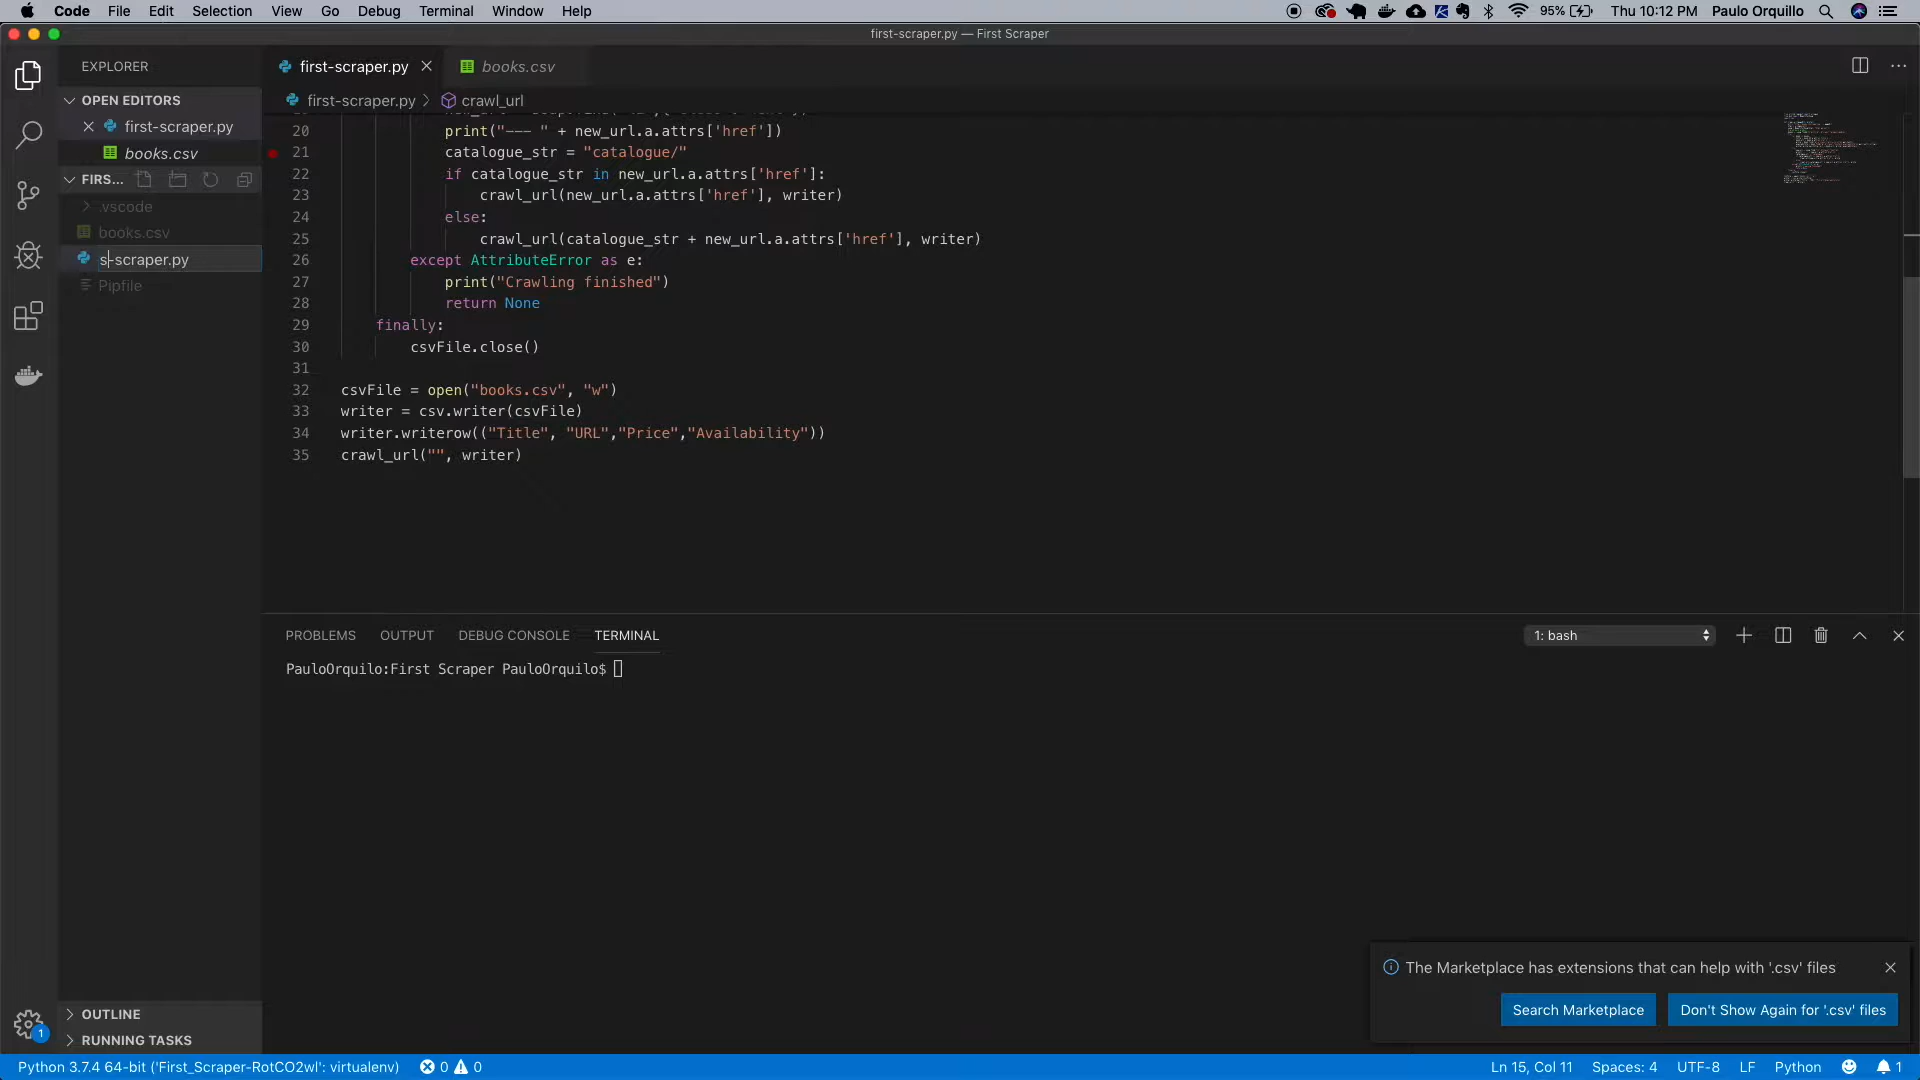 Code File Edit Selection View Go Debug Terminal Window Help
95% Thu 10:12 PM Paulo Orquillo
first-scraper.py — First Scraper
EXPLORER
OPEN EDITORS
first-scraper.py
books.csv
FIRS...
.vscode
books.csv
s-scraper.py
Pipfile
OUTLINE
RUNNING TASKS
first-scraper.py books.csv
first-scraper.py > crawl_url
20 print("--- " + new_url.a.attrs['href'])
21 catalogue_str = "catalogue/"
22 if catalogue_str in new_url.a.attrs['href']:
23 crawl_url(new_url.a.attrs['href'], writer)
24 else:
25 crawl_url(catalogue_str + new_url.a.attrs['href'], writer)
26 except AttributeError as e:
27 print("Crawling finished")
28 return None
29 finally:
30 csvFile.close()
31
32 csvFile = open("books.csv", "w")
33 writer = csv.writer(csvFile)
34 writer.writerow(("Title", "URL","Price","Availability"))
35 crawl_url("", writer)
PROBLEMS OUTPUT DEBUG CONSOLE TERMINAL 1: bash
PauloOrquilo:First Scraper PauloOrquilo$
The Marketplace has extensions that can help with '.csv' files
Search Marketplace Don't Show Again for '.csv' files
1
Python 3.7.4 64-bit ('First_Scraper-RotCO2wl': virtualenv) 0 0 Ln 15, Col 11 Spaces: 4 UTF-8 LF Python 1